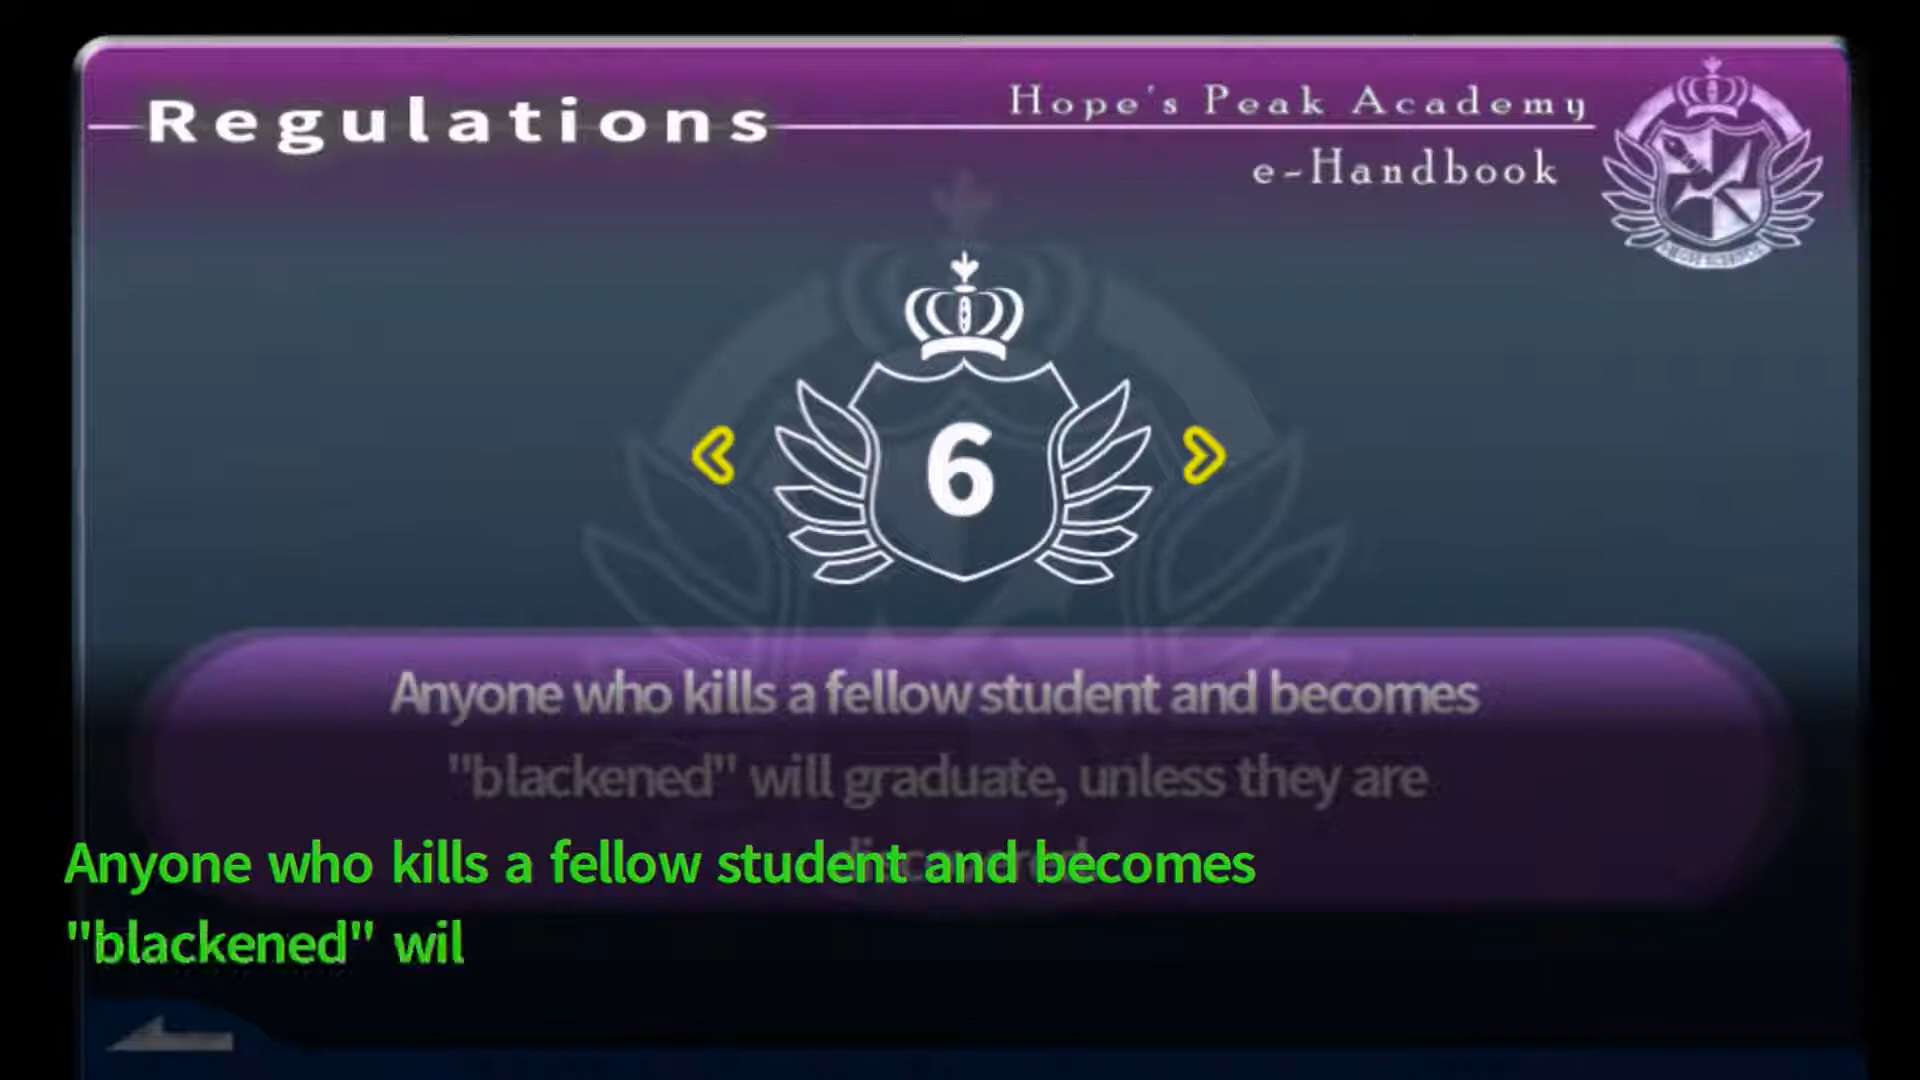 Regulations
Hope's Peak Academy
e-Handbook
6
Anyone who kills a fellow student and becomes
"blackened" will graduate, unless they are
discovered.
Anyone who kills a fellow student and becomes
"blackened" wil